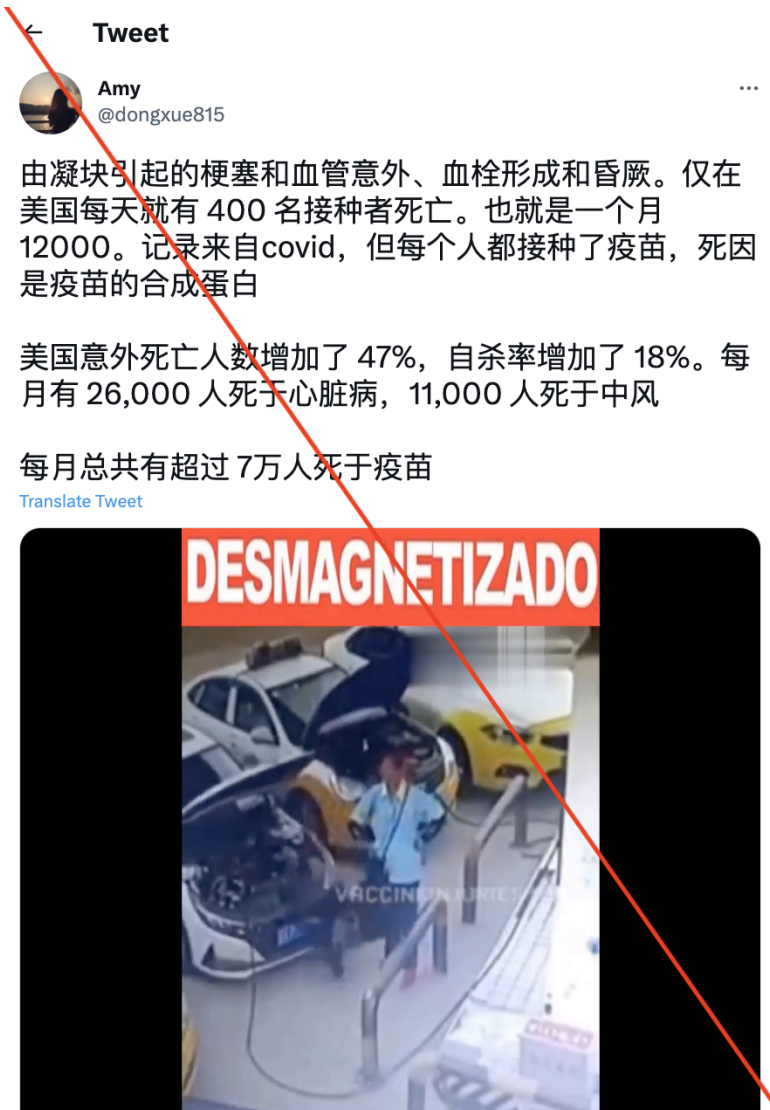 Tweet
Amy
@dongxue815
由凝块引起的梗塞和血管意外、血栓形成和昏厥。仅在
美国每天就有 400 名接种者死亡。也就是一个月
12000。记录来自covid，但每个人都接种了疫苗，死因
是疫苗的合成蛋白
美国意外死亡人数增加了 47%，自杀率增加了 18%。每
月有 26,000 人死于心脏病，11,000 人死于中风
每月总共有超过 7万人死于疫苗
Translate Tweet
DESMAGNETIZADO
VACCINE INJURIES